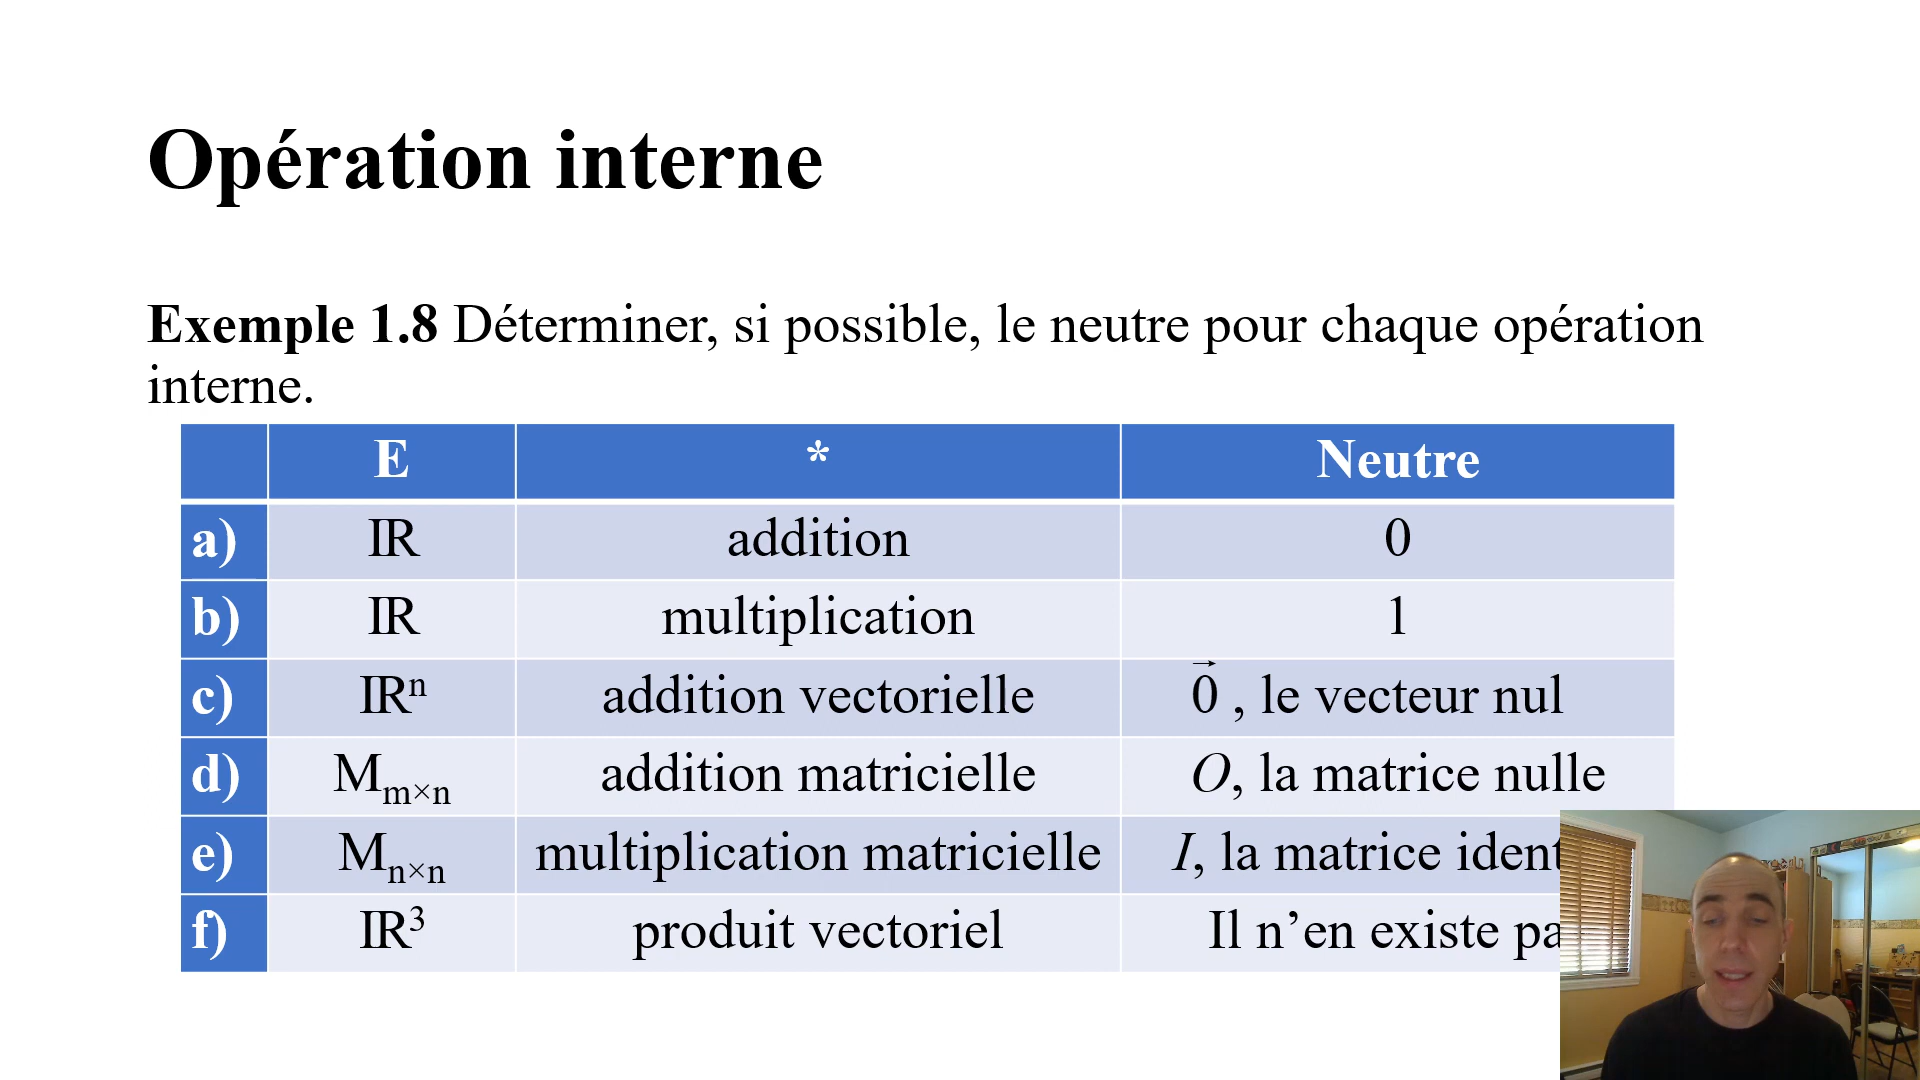 Opération interne
Exemple 1.8 Déterminer, si possible, le neutre pour chaque opération
interne.
E * Neutre
a) IR addition 0
b) IR multiplication 1
c) IRⁿ addition vectorielle 0⃗ , le vecteur nul
d) Mₘ×ₙ addition matricielle O, la matrice nulle
e) Mₙ×ₙ multiplication matricielle I, la matrice
f) IR³ produit vectoriel Il n’en existe